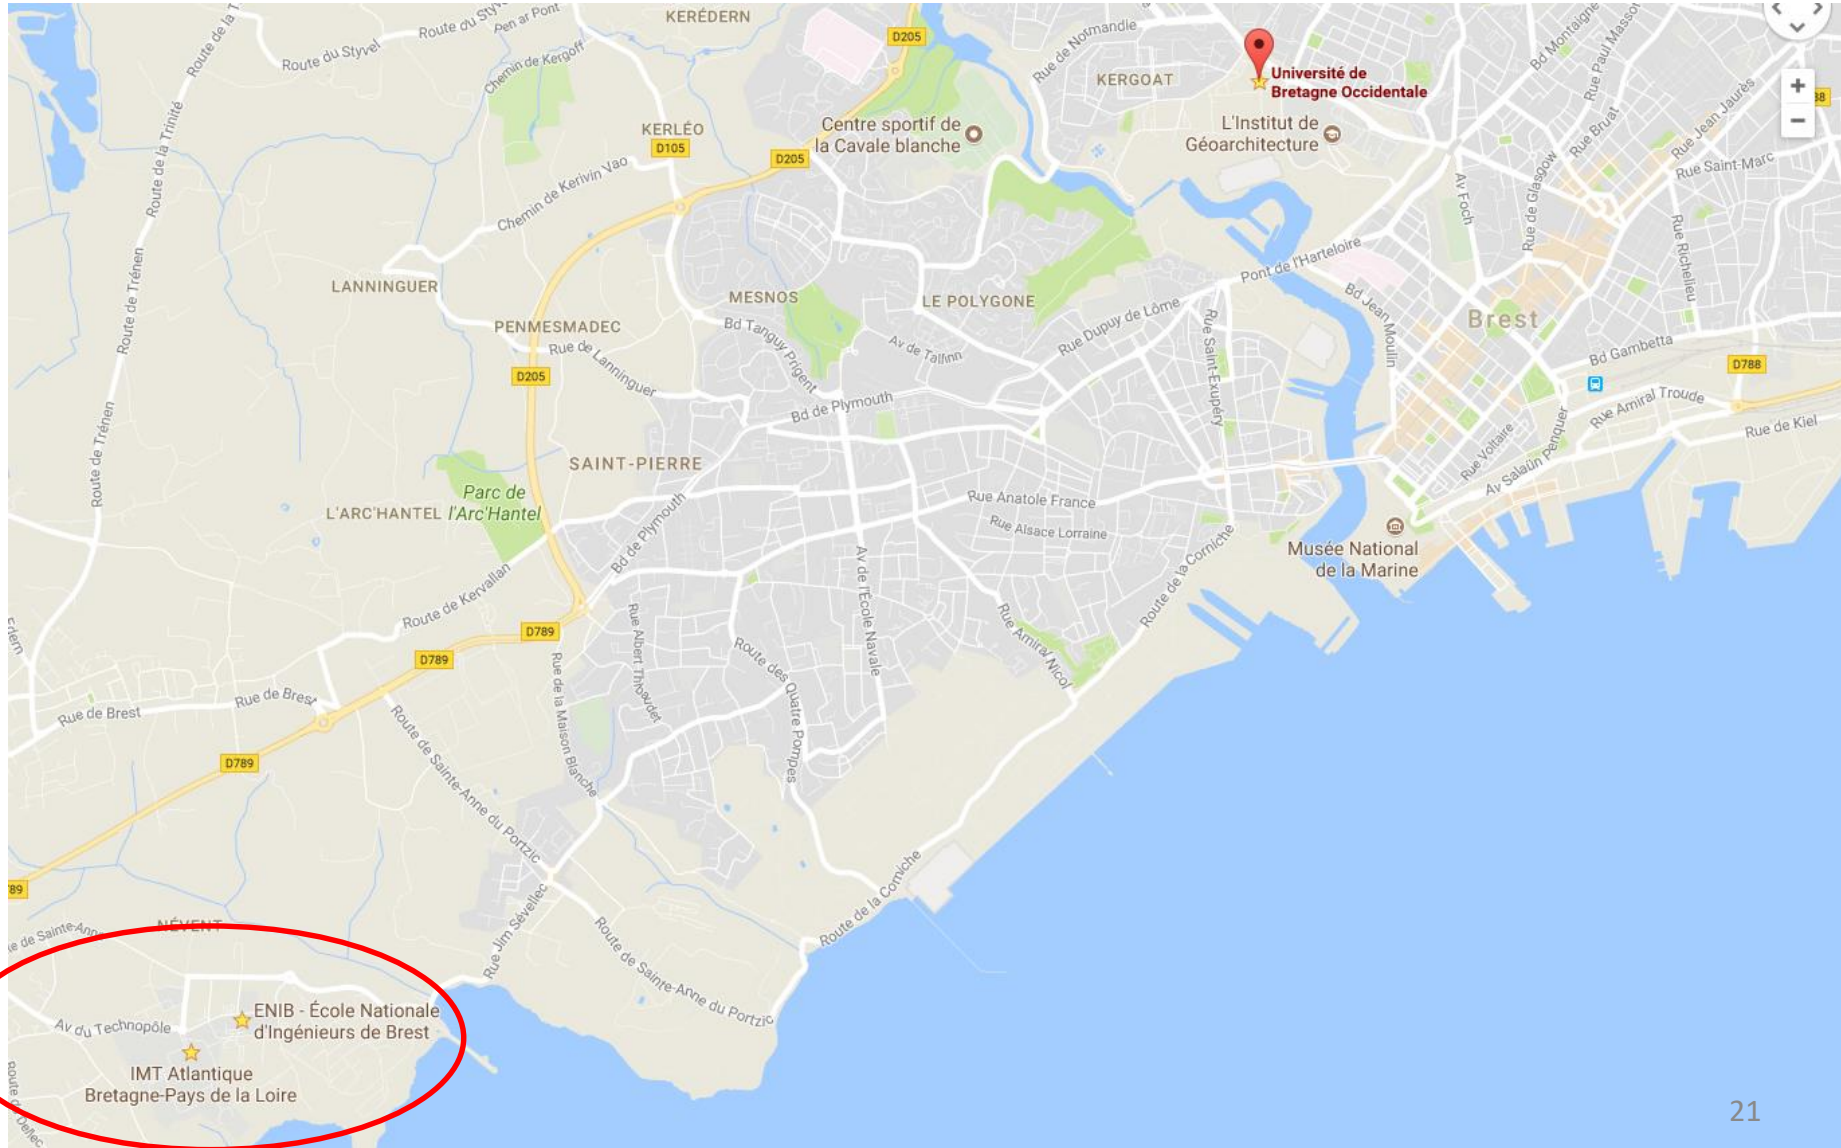 KERÉDERN
Route du Styvel
Pen ar Pont
Route du Styvel
Chemin de Kergoff
Route de la Trinité
D205
Rue de Normandie
KERGOAT
Université de
Bretagne Occidentale
Bd Montaigne
+
−
KERLÉO
D105
D205
Centre sportif de
la Cavale blanche
L'Institut de
Géoarchitecture
Rue Bruat
Rue Jean Jaurès
Rue Saint-Marc
Chemin de Kerivin Vao
Av Foch
Rue de Glasgow
Rue Richelieu
Route de Trénen
LANNINGUER
MESNOS
LE POLYGONE
Pont de l'Harteloire
Bd Jean Moulin
Brest
PENMESMADEC
Rue de Lanninguer
Bd Tanguy Prigent
Av de Tallinn
Rue Dupuy de Lôme
Rue Saint-Exupéry
Bd Gambetta
D788
D205
Bd de Plymouth
Rue Amiral Troude
Rue de Kiel
Route de Trénen
SAINT-PIERRE
Rue Voltaire
Av Salaün Penquer
Parc de
l'Arc'Hantel
L'ARC'HANTEL
Bd de Plymouth
Rue Anatole France
Rue Alsace Lorraine
Musée National
de la Marine
Route de la Corniche
Av de l'École Navale
Route de Kervallan
D789
D789
Rue Albert Thiroudet
Rue Amiral Nicol
Rue de la Maison Blanche
Route des Quatre Pompes
Rue de Brest
Rue de Brest
Route de Sainte-Anne du Portzic
D789
89
Route de la Corniche
NÉVENT
Rue Jim Sévellec
Route de Sainte-Anne du Portzic
ENIB - École Nationale
d'Ingénieurs de Brest
Av du Technopôle
IMT Atlantique
Bretagne-Pays de la Loire
21